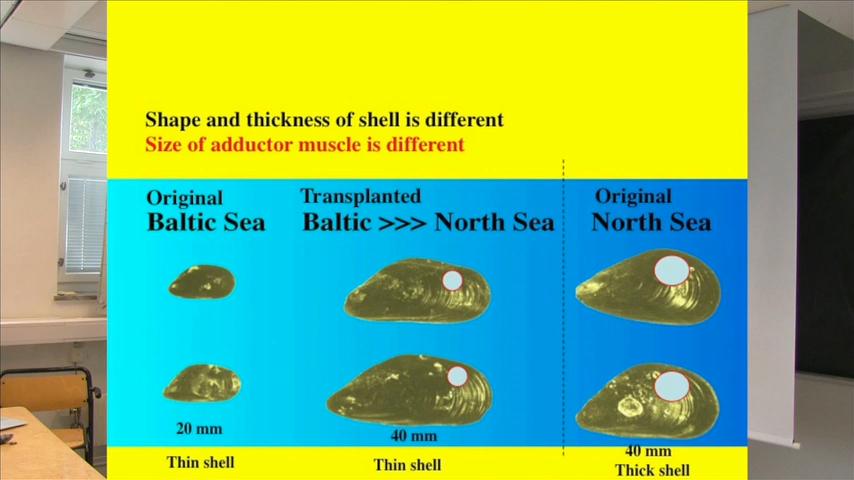 Shape and thickness of shell is different
Size of adductor muscle is different
Original
Baltic Sea
Transplanted
Baltic >>> North Sea
Original
North Sea
20 mm
40 mm
40 mm
Thin shell
Thin shell
Thick shell